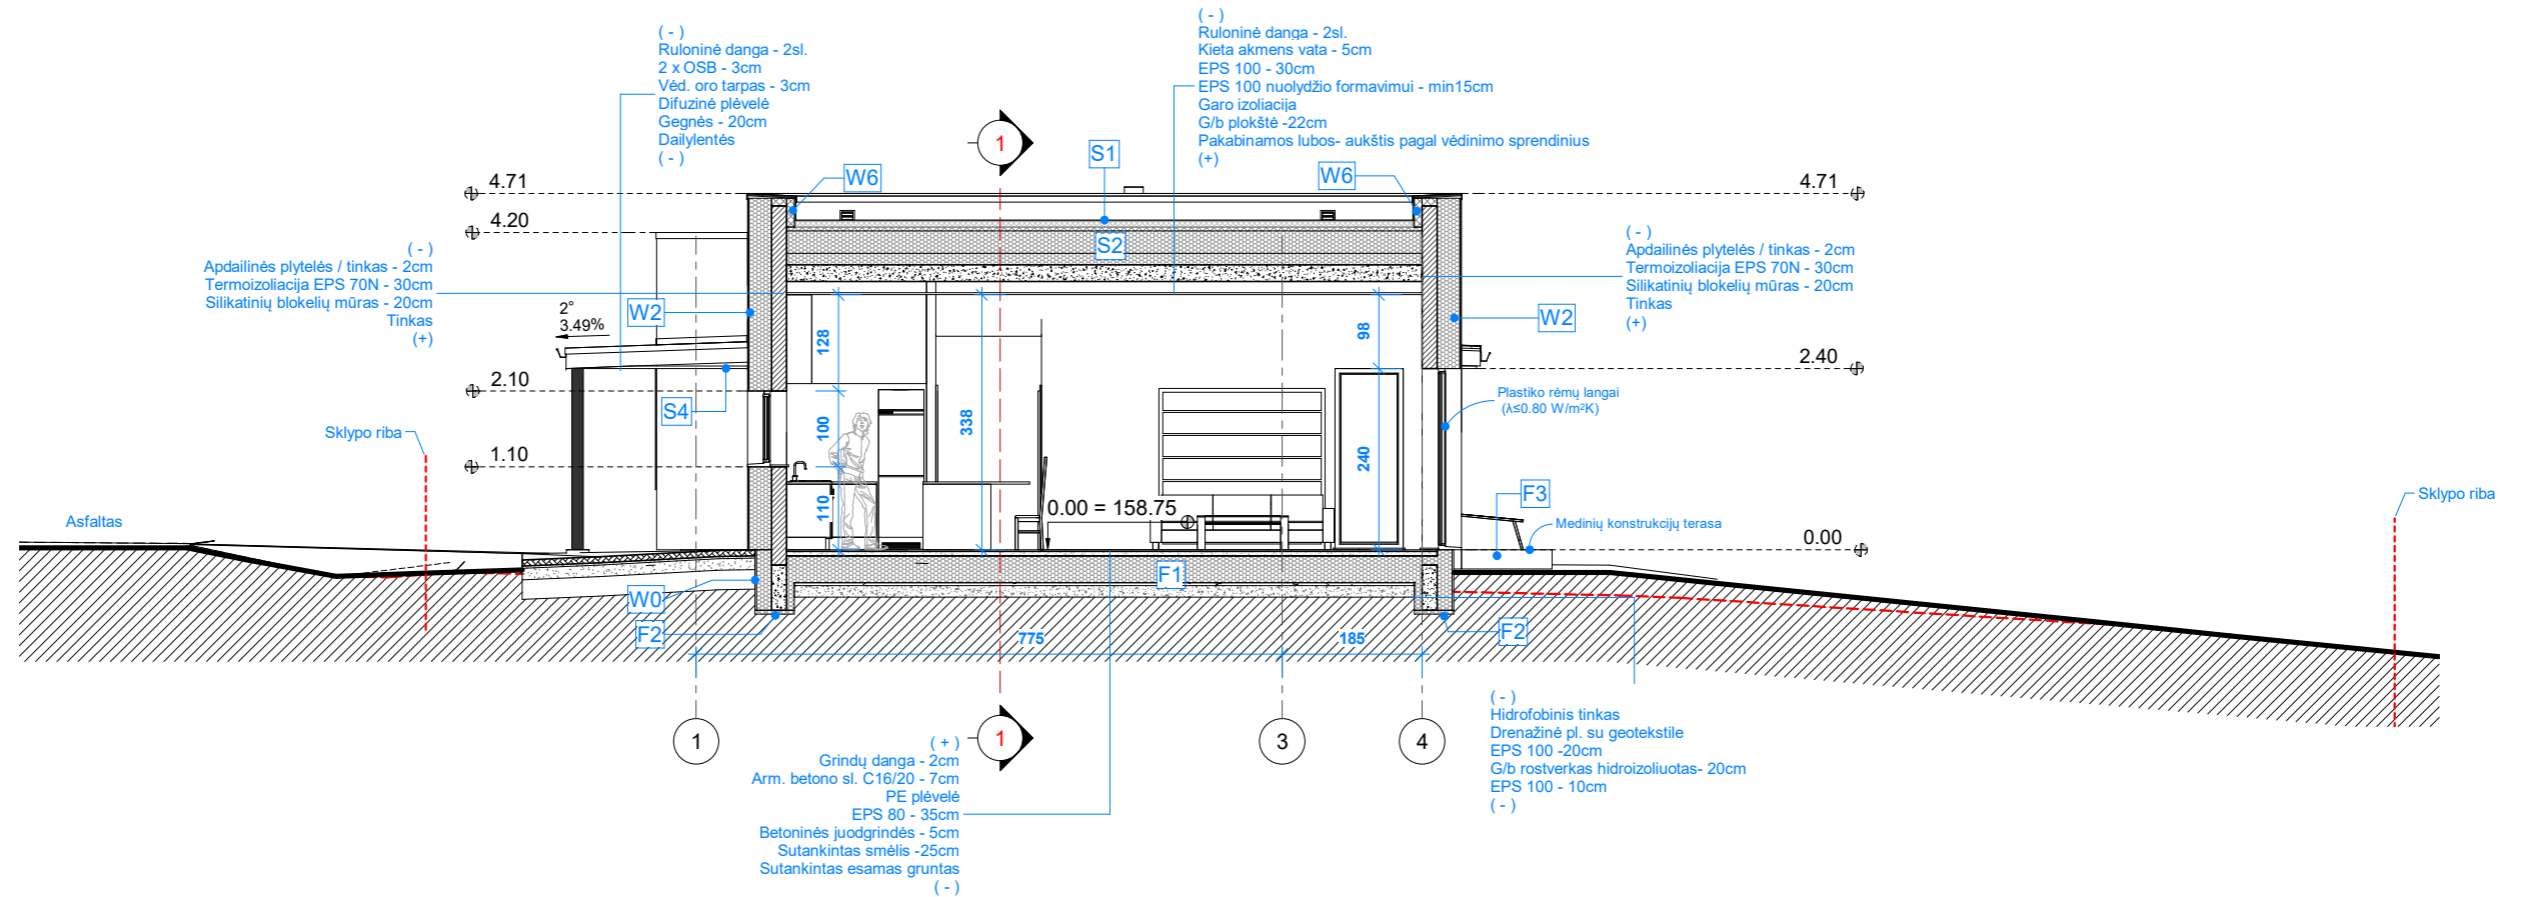 ( - )
Ruloninė danga - 2sl.
2 x OSB - 3cm
Vėd. oro tarpas - 3cm
Difuzinė plėvelė
Gegnės - 20cm
Dailylentės
( - )
( - )
Ruloninė danga - 2sl.
Kieta akmens vata - 5cm
EPS 100 - 30cm
EPS 100 nuolydžio formavimui - min15cm
Garo izoliacija
G/b plokštė -22cm
Pakabinamos lubos- aukštis pagal vėdinimo sprendinius
(+)
1
S1
W6
W6
4.71
4.71
4.20
S2
( - )
Apdailinės plytelės / tinkas - 2cm
Termoizoliacija EPS 70N - 30cm
Silikatinių blokelių mūras - 20cm
Tinkas
(+)
( - )
Apdailinės plytelės / tinkas - 2cm
Termoizoliacija EPS 70N - 30cm
Silikatinių blokelių mūras - 20cm
Tinkas
(+)
2°
3.49%
W2
W2
128
98
2.40
2.10
S4
100
338
240
Plastiko rėmų langai
(λ≤0.80 W/m²K)
Sklypo riba
1.10
110
0.00 = 158.75
F3
Sklypo riba
Asfaltas
Medinių konstrukcijų terasa
0.00
F1
W0
F2
F2
775
185
1
1
3
4
( + )
Grindų danga - 2cm
Arm. betono sl. C16/20 - 7cm
PE plėvelė
EPS 80 - 35cm
Betoninės juodgrindės - 5cm
Sutankintas smėlis -25cm
Sutankintas esamas gruntas
( - )
( - )
Hidrofobinis tinkas
Drenažinė pl. su geotekstile
EPS 100 -20cm
G/b rostverkas hidroizoliuotas- 20cm
EPS 100 - 10cm
( - )